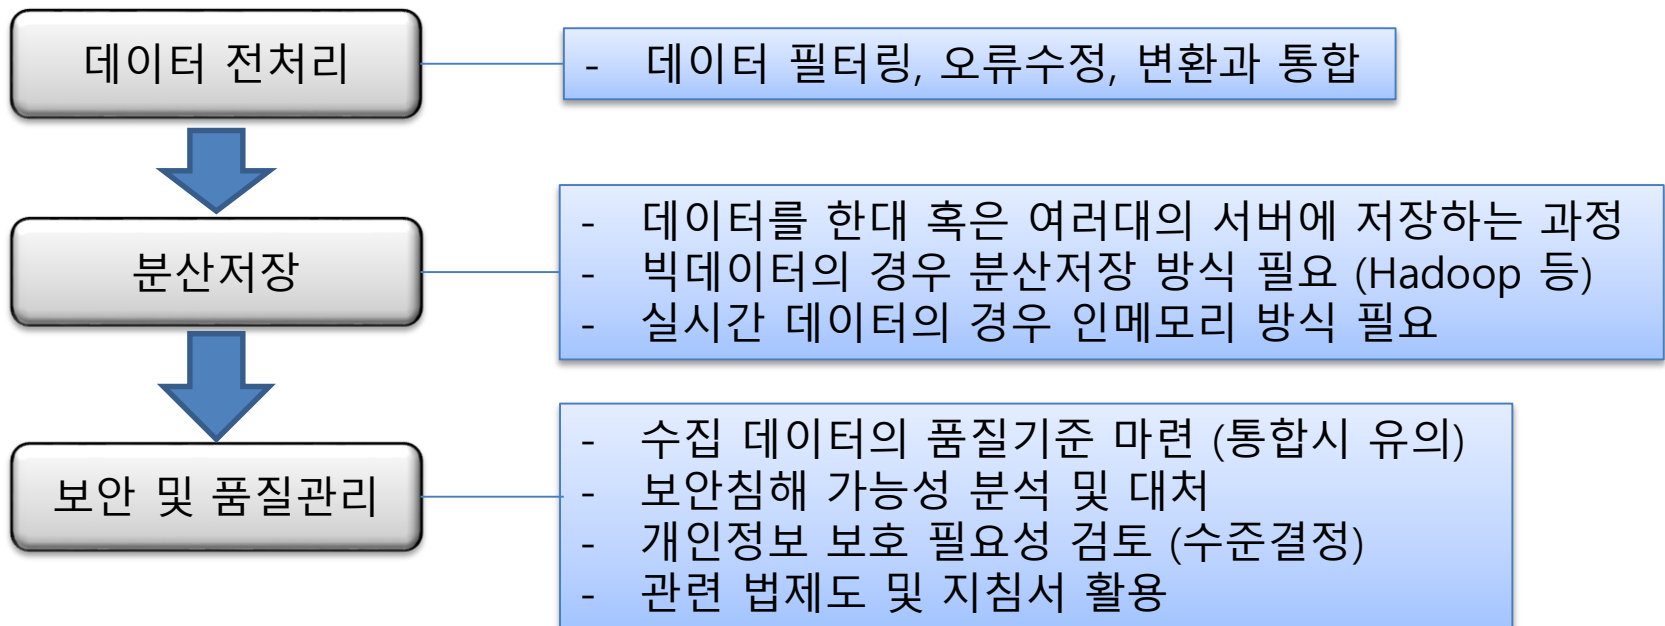 데이터 전처리
- 데이터 필터링, 오류수정, 변환과 통합
분산저장
- 데이터를 한대 혹은 여러대의 서버에 저장하는 과정
- 빅데이터의 경우 분산저장 방식 필요 (Hadoop 등)
- 실시간 데이터의 경우 인메모리 방식 필요
보안 및 품질관리
- 수집 데이터의 품질기준 마련 (통합시 유의)
- 보안침해 가능성 분석 및 대처
- 개인정보 보호 필요성 검토 (수준결정)
- 관련 법제도 및 지침서 활용